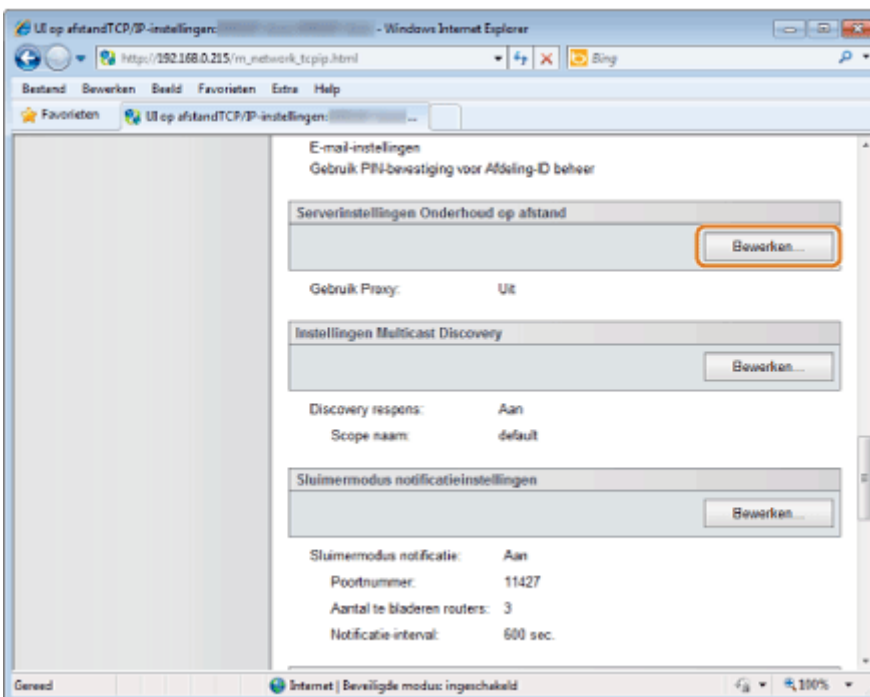 UI op afstandTCP/IP-instellingen: - Windows Internet Explorer
http://192.168.0.215/m_network_tcpip.html
Bing
Bestand Bewerken Beeld Favorieten Extra Help
Favorieten UI op afstandTCP/IP-instellingen: ...
E-mail-instellingen
Gebruik PIN-bevestiging voor Afdeling-ID beheer
Serverinstellingen Onderhoud op afstand
Bewerken...
Gebruik Proxy: Uit
Instellingen Multicast Discovery
Bewerken...
Discovery respons: Aan
Scope naam: default
Sluimermodus notificatieinstellingen
Bewerken...
Sluimermodus notificatie: Aan
Poortnummer: 11427
Aantal te bladeren routers: 3
Notificatie-interval: 600 sec.
Gereed Internet | Beveiligde modus: ingeschakeld 100%